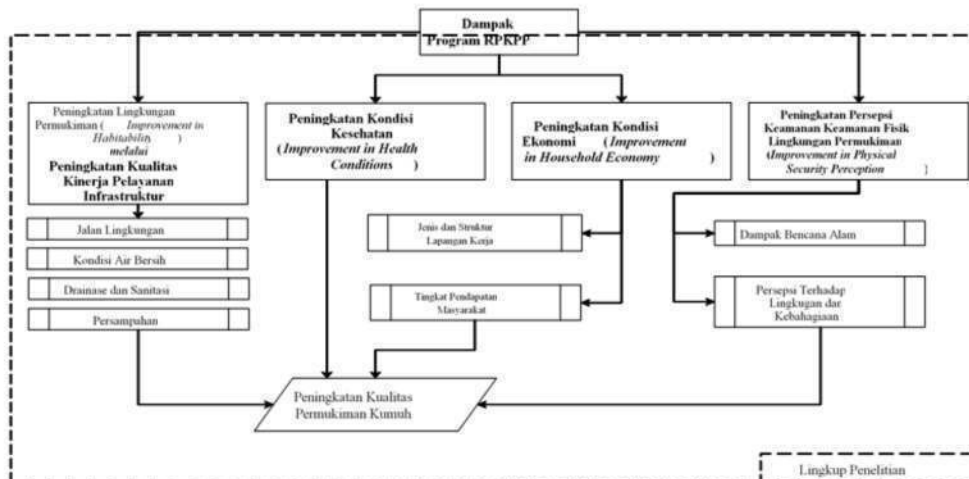 Dampak
Program RPKPP
Peningkatan Lingkungan
Permukiman ( Improvement in
Habitability )
melalui
Peningkatan Kualitas
Kinerja Pelayanan
Infrastruktur
Peningkatan Kondisi
Kesehatan
(Improvement in Health
Conditions )
Peningkatan Kondisi
Ekonomi (Improvement
in Household Economy )
Peningkatan Persepsi
Keamanan Keamanan Fisik
Lingkungan Permukiman
(Improvement in Physical
Security Perception )
Jalan Lingkungan
Kondisi Air Bersih
Drainase dan Sanitasi
Persampahan
Jenis dan Struktur
Lapangan Kerja
Tingkat Pendapatan
Masyarakat
Dampak Bencana Alam
Persepsi Terhadap
Lingkugan dar
Kebahagiaan
Peningkatan Kualitas
Permukiman Kumuh
Lingkup Penelitian